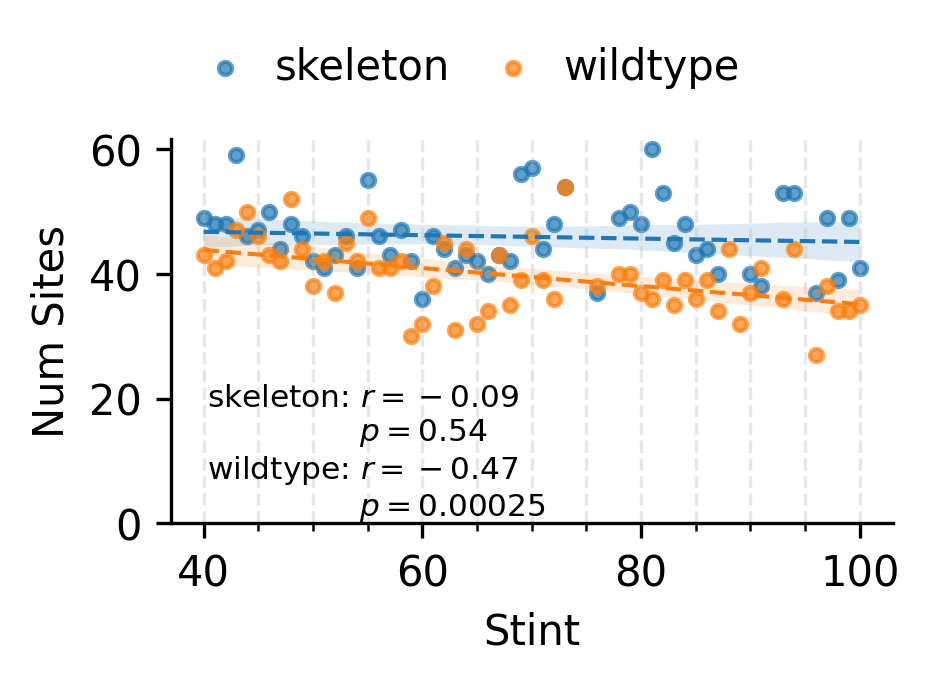 skeleton wildtype
60
40
20
0
Num Sites
skeleton: r = −0.09
p = 0.54
wildtype: r = −0.47
p = 0.00025
40 60 80 100
Stint